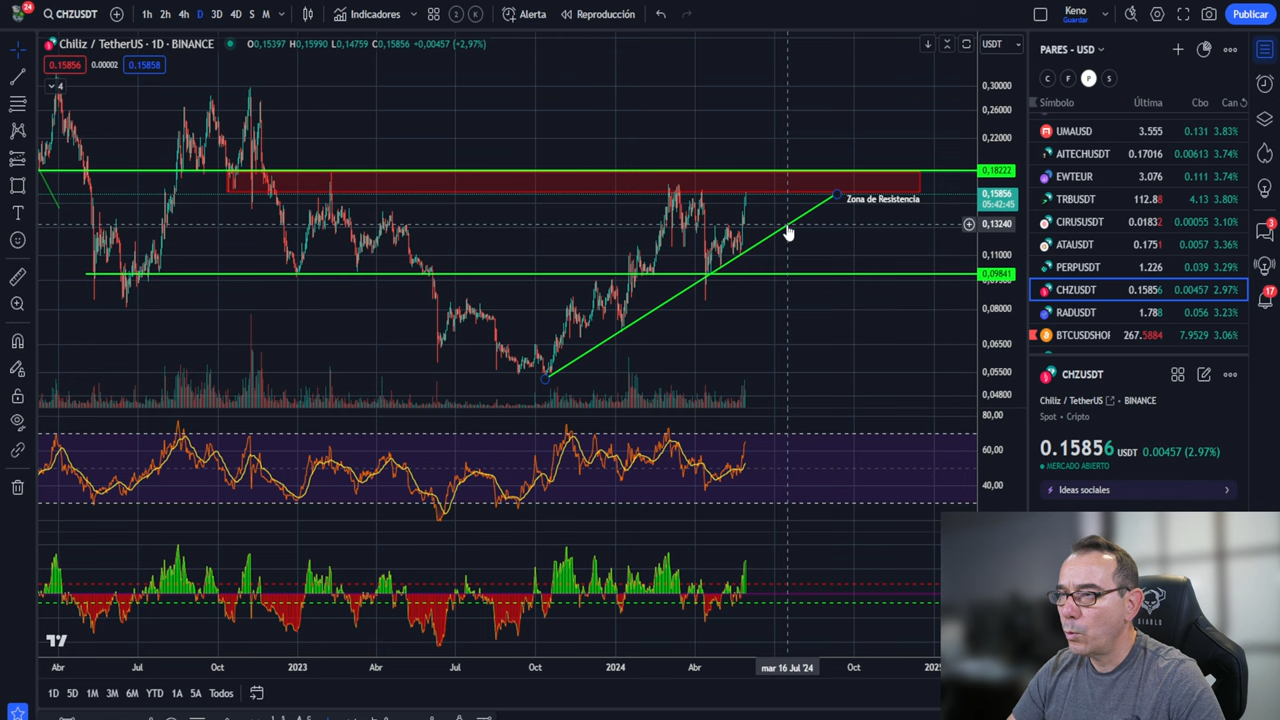 24
CHZUSDT
1h 2h 4h D 3D 4D S M
Indicadores
2 K
Alerta
Reproducción
Keno
Guardar
Publicar
Chiliz / TetherUS · 1D · BINANCE
O0,15397 H0,15990 L0,14759 C0,15856 +0,00457 (+2,97%)
0.15856 0.00002 0.15858
4
USDT
0,30000
0,26000
0,22000
0,18222
0,15856
05:42:45
0,13240
0,11000
0,09841
0,08000
0,06500
0,05500
0,04800
80,00
60,00
40,00
Zona de Resistencia
Abr Jul Oct 2023 Abr Jul Oct 2024 Abr mar 16 Jul '24 Oct
1D 5D 1M 3M 6M YTD 1A 5A Todos
PARES - USD
C F P S
Símbolo Última Cbo Can
UMAUSD 3.555 0.131 3.83%
AITECHUSDT 0.17016 0.00613 3.74%
EWTEUR 3.076 0.111 3.74%
TRBUSDT 112.88 4.13 3.80%
CIRUSUSDT 0.01832 0.00055 3.10%
ATAUSDT 0.1751 0.0057 3.36%
PERPUSDT 1.226 0.039 3.29%
CHZUSDT 0.15856 0.00457 2.97%
RADUSDT 1.788 0.056 3.23%
BTCUSDSHOR 267.5884 7.9529 3.06%
CHZUSDT
Chiliz / TetherUS · BINANCE
Spot · Cripto
0.15856 USDT 0.00457 (2.97%)
MERCADO ABIERTO
Ideas sociales
3
17
DIABLO